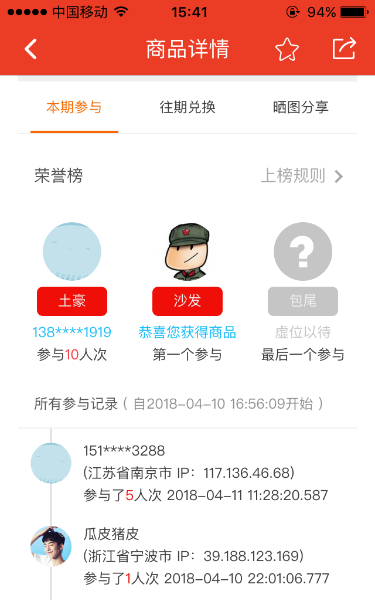 中国移动 15:41 94%
商品详情
本期参与 往期兑换 晒图分享
荣誉榜 上榜规则
土豪 沙发 包尾
138****1919 恭喜您获得商品 虚位以待
参与10人次 第一个参与 最后一个参与
所有参与记录 ( 自2018-04-10 16:56:09开始 )
151****3288
(江苏省南京市 IP：117.136.46.68)
参与了5人次 2018-04-11 11:28:20.587
瓜皮猪皮
(浙江省宁波市 IP：39.188.123.169)
参与了1人次 2018-04-10 22:01:06.777